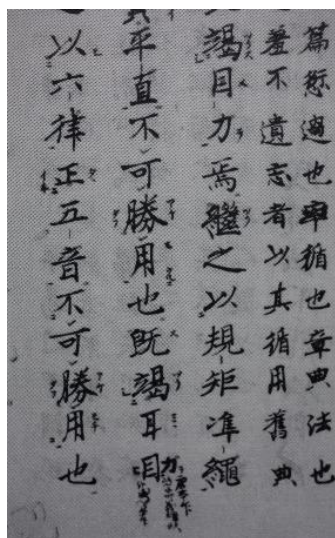 篇愆過也率循也章典法也
差不遺志者以其循用舊典
竭目力焉繼之以規矩準繩
平直不可勝用也既竭耳目
以六律正五音不可勝用也